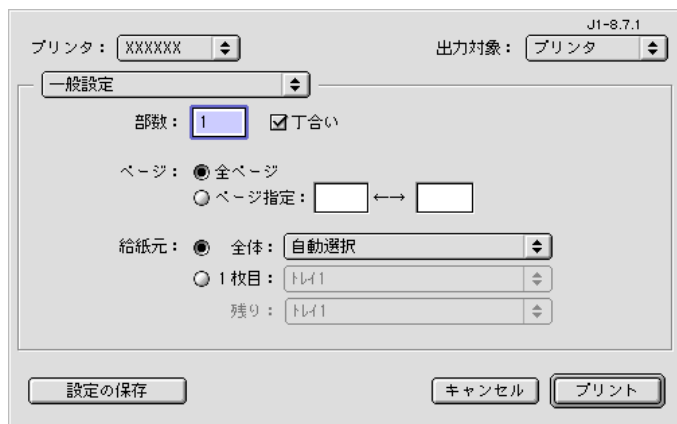 J1-8.7.1
プリンタ： XXXXXX 出力対象： プリンタ
一般設定
部数： 1 丁合い
ページ： 全ページ
ページ指定： ←→
給紙元： 全体： 自動選択
1枚目： トレイ1
残り： トレイ1
設定の保存 キャンセル プリント